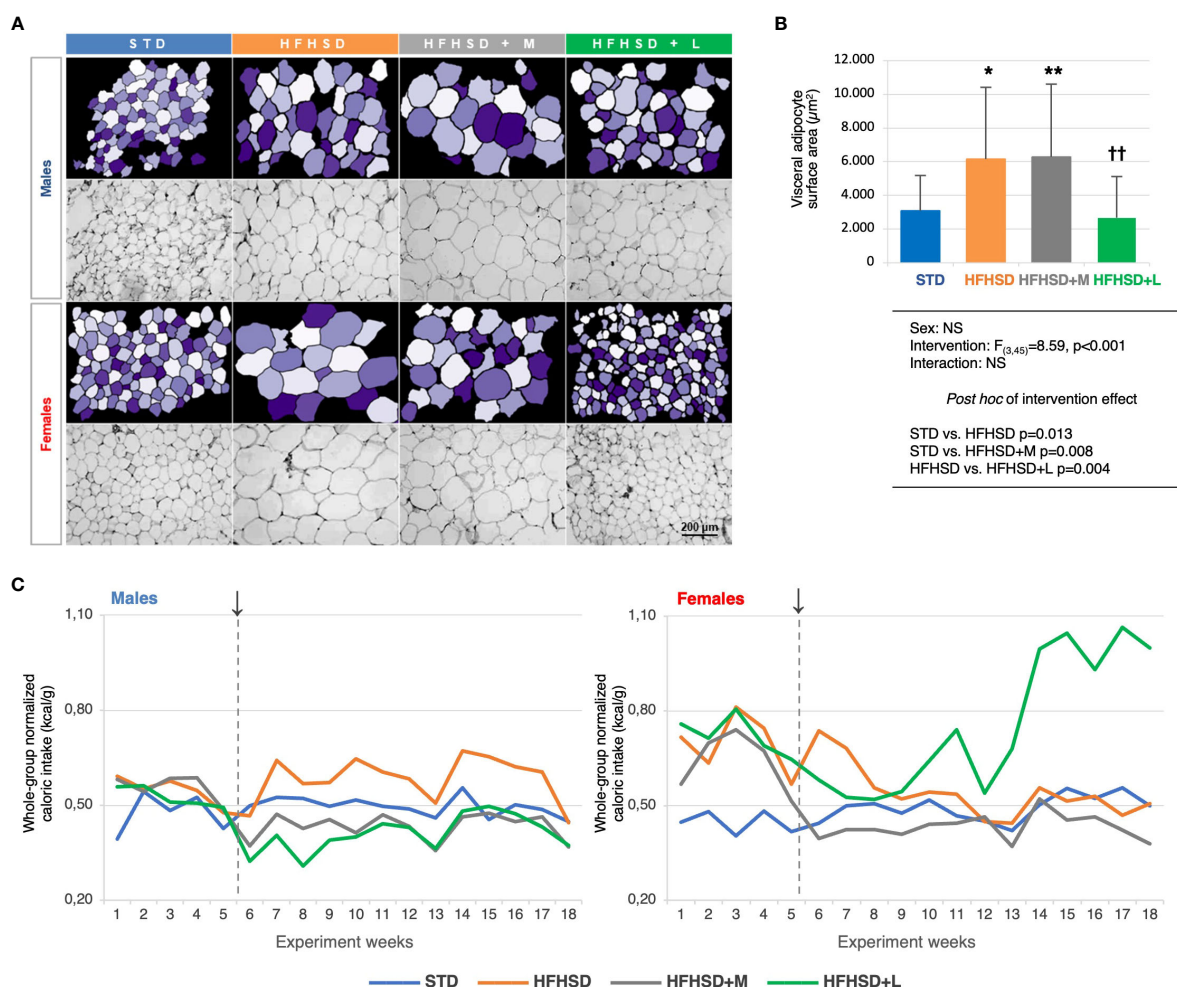 A
STD HFHSD HFHSD + M HFHSD + L
Males
Females
200 µm
B
Visceral adipocyte
surface area (µm²)
12.000
10.000
8.000
6.000
4.000
2.000
0
* ** ††
STD HFHSD HFHSD+M HFHSD+L
Sex: NS
Intervention: F(3,45)=8.59, p<0.001
Interaction: NS
Post hoc of intervention effect
STD vs. HFHSD p=0.013
STD vs. HFHSD+M p=0.008
HFHSD vs. HFHSD+L p=0.004
C
Males
Whole-group normalized
caloric intake (kcal/g)
1,10
0,80
0,50
0,20
1 2 3 4 5 6 7 8 9 10 11 12 13 14 15 16 17 18
Experiment weeks
Females
Whole-group normalized
caloric intake (kcal/g)
1,10
0,80
0,50
0,20
1 2 3 4 5 6 7 8 9 10 11 12 13 14 15 16 17 18
Experiment weeks
STD HFHSD HFHSD+M HFHSD+L